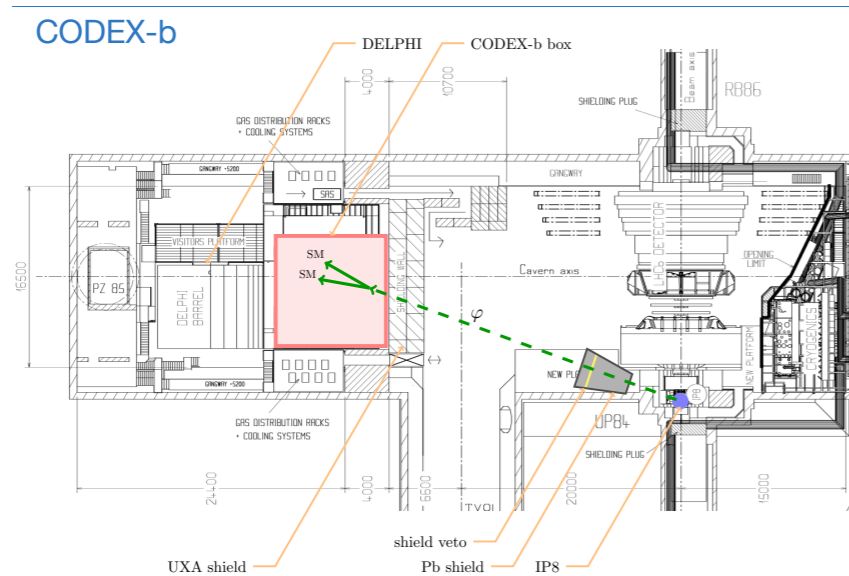 CODEX-b
DELPHI
CODEX-b box
4000
10700
Beam axis
RB86
SHIELDING PLUG
GAS DISTRIBUTION RACKS
+ COOLING SYSTEMS
GANGWAY -5200
GANGWAY
SAS
LHCb DETECTOR
VISITORS PLATFORM
SM
SM
SHIELDING WALL
Cavern axis
OPENING
LIMIT
16500
PZ 85
DELPHI
BARREL
φ
CRYOGENICS
NEW PLATFORM
NEW PL
IP8
GAS DISTRIBUTION RACKS
+ COOLING SYSTEMS
UP84
SHIELDING PLUG
24400
4000
6600
20000
15000
shield veto
UXA shield
Pb shield
IP8